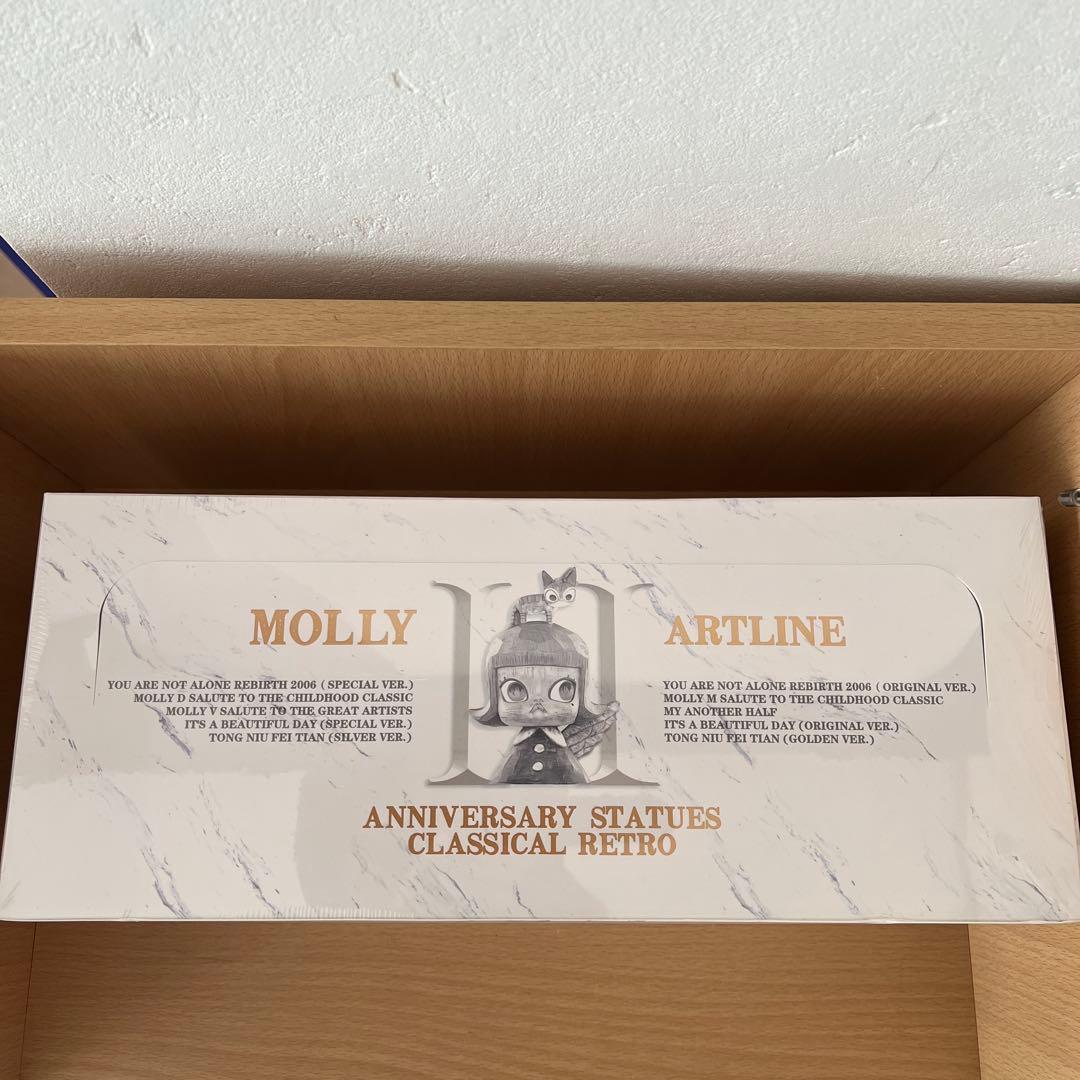 MOLLY
YOU ARE NOT ALONE REBIRTH 2006 ( SPECIAL VER.)
MOLLY D SALUTE TO THE CHILDHOOD CLASSIC
MOLLY V SALUTE TO THE GREAT ARTISTS
IT'S A BEAUTIFUL DAY (SPECIAL VER.)
TONG NIU FEI TIAN (SILVER VER.)
II
ARTLINE
YOU ARE NOT ALONE REBIRTH 2006 ( ORIGINAL VER.)
MOLLY M SALUTE TO THE CHILDHOOD CLASSIC
MY ANOTHER HALF
IT'S A BEAUTIFUL DAY (ORIGINAL VER.)
TONG NIU FEI TIAN (GOLDEN VER.)
ANNIVERSARY STATUES
CLASSICAL RETRO